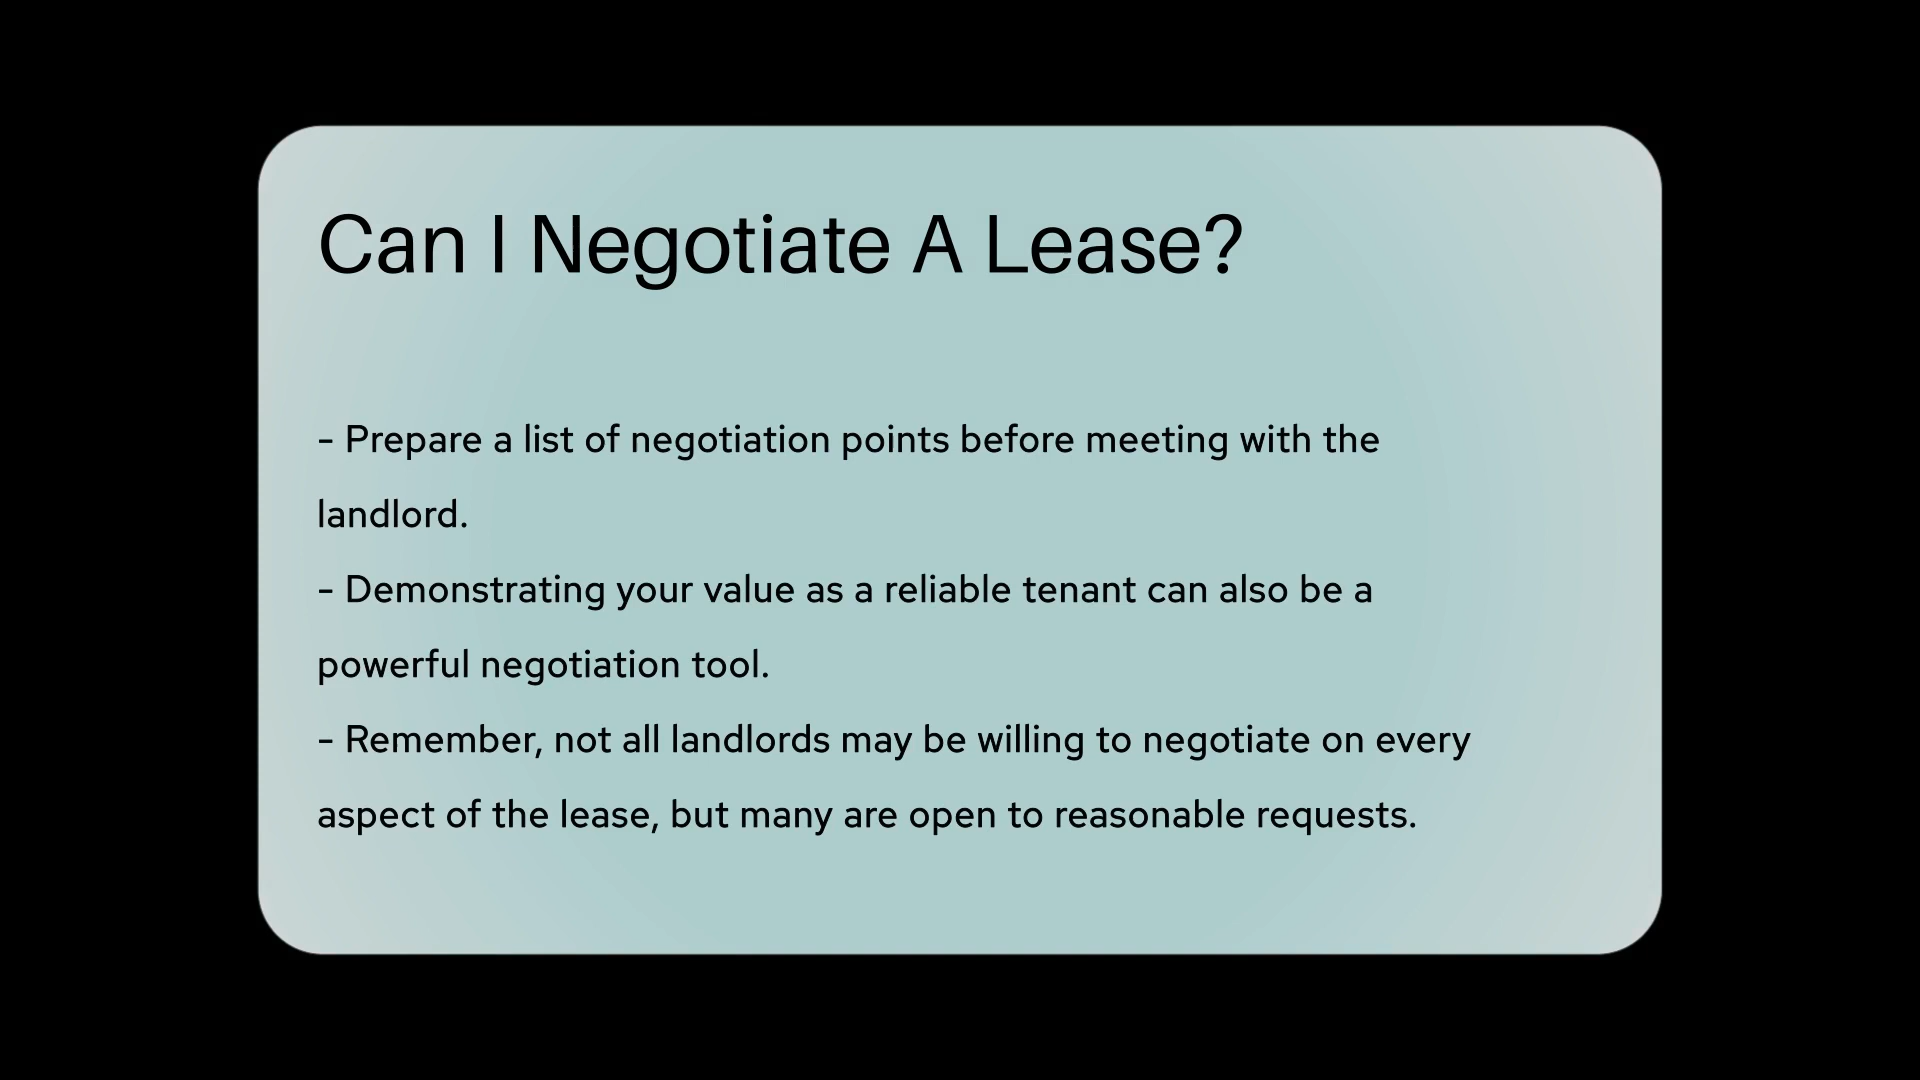 Can I Negotiate A Lease?
- Prepare a list of negotiation points before meeting with the
landlord.
- Demonstrating your value as a reliable tenant can also be a
powerful negotiation tool.
- Remember, not all landlords may be willing to negotiate on every
aspect of the lease, but many are open to reasonable requests.